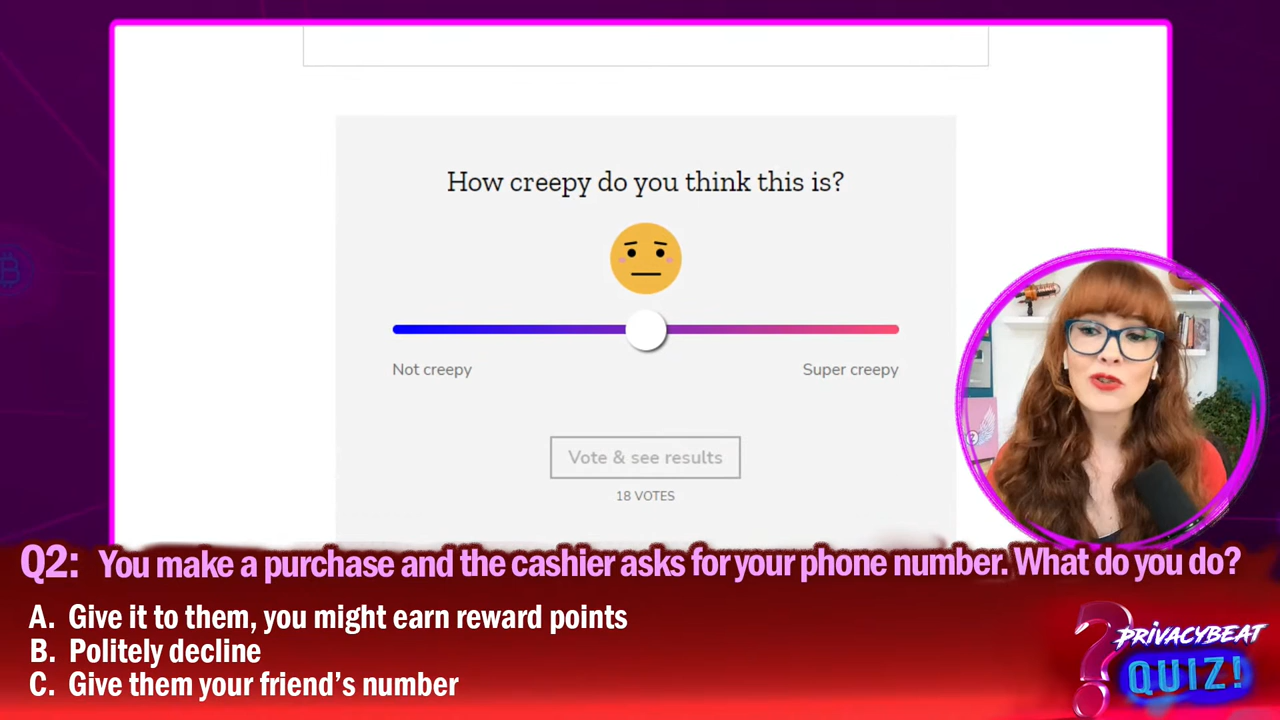 How creepy do you think this is?
Not creepy
Super creepy
Vote & see results
18 VOTES
Q2: You make a purchase and the cashier asks for your phone number. What do you do?
A. Give it to them, you might earn reward points
B. Politely decline
C. Give them your friend's number
PRIVACYBEAT
QUIZ!